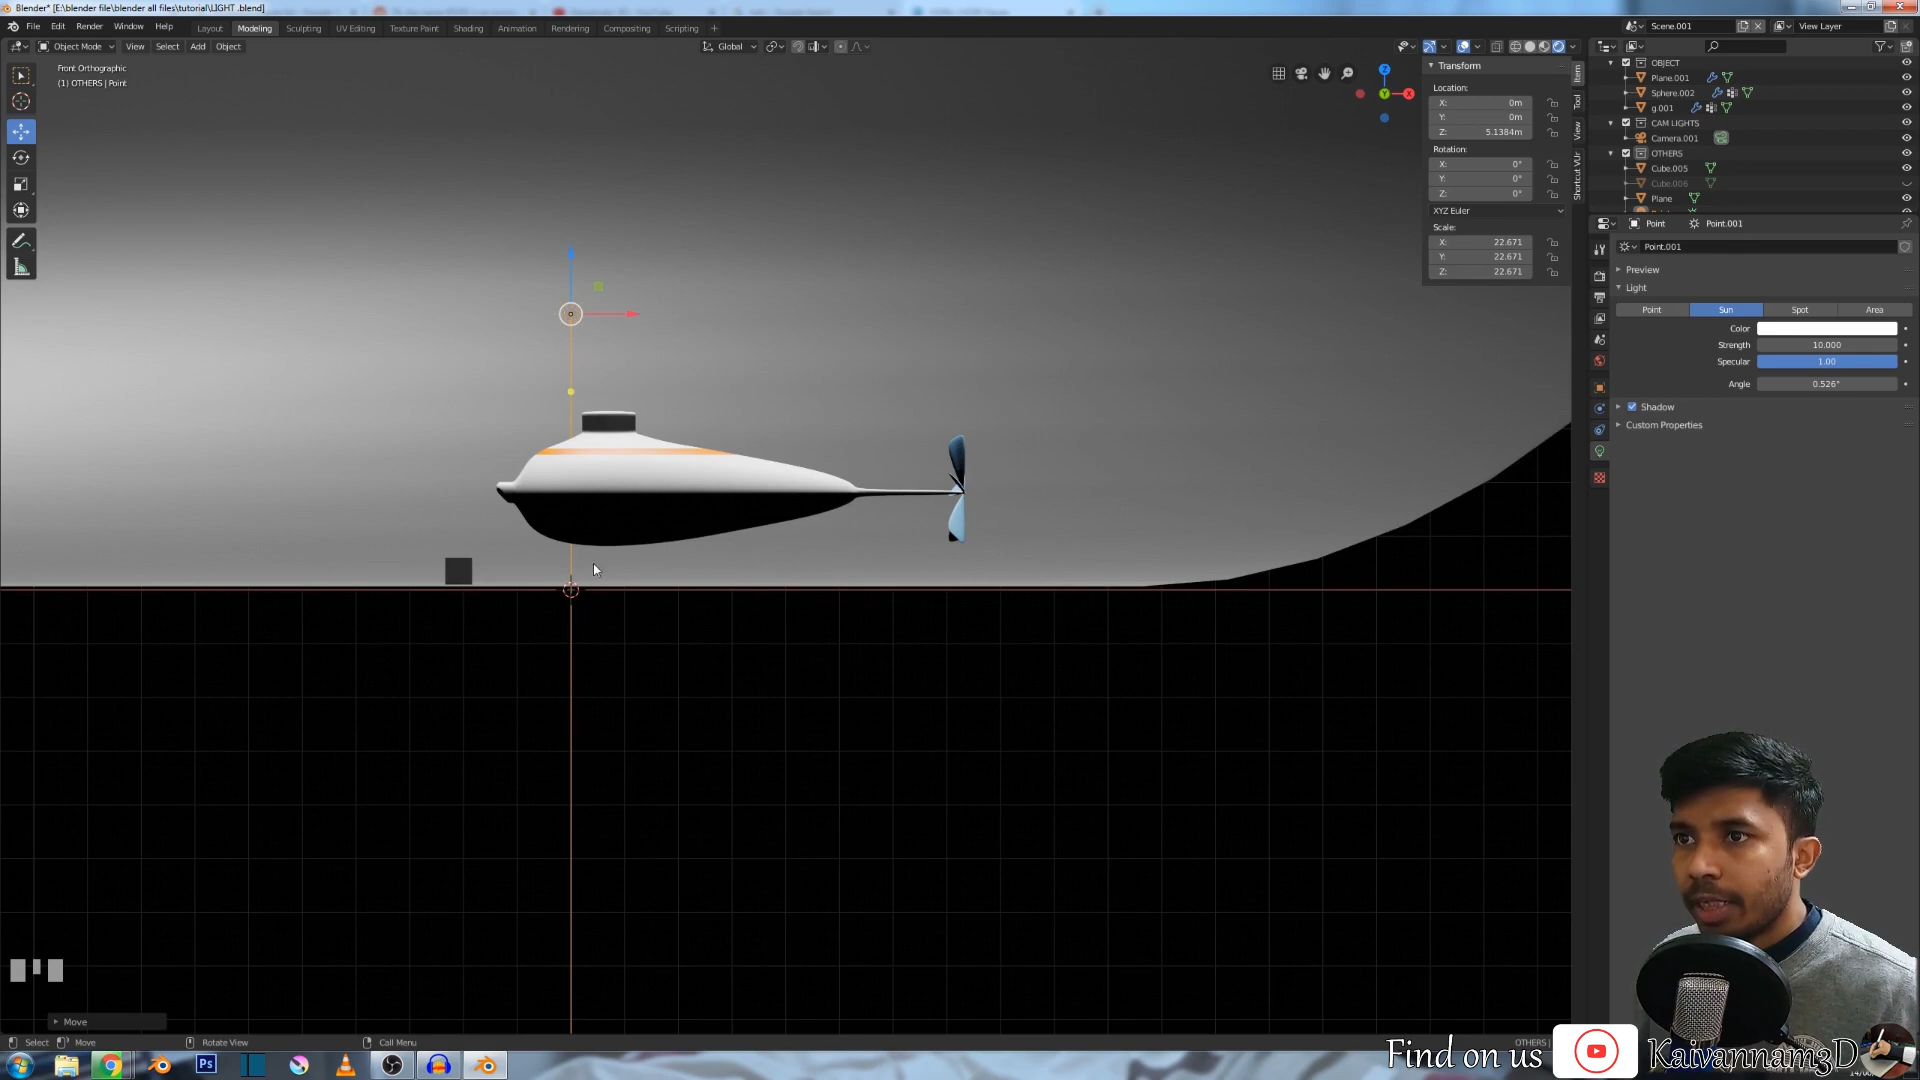 Blender* [E:\blender file\blender all files\tutorial\LIGHT .blend]
File Edit Render Window Help
Layout Modeling Sculpting UV Editing Texture Paint Shading Animation Rendering Compositing Scripting +
Scene.001
View Layer
Object Mode View Select Add Object
Global
Front Orthographic
(1) OTHERS | Point
Transform
Location:
X: 0m
Y: 0m
Z: 5.1384m
Rotation:
X: 0°
Y: 0°
Z: 0°
XYZ Euler
Scale:
X: 22.671
Y: 22.671
Z: 22.671
Item
Tool
View
Shortcut VUr
OBJECT
Plane.001
Sphere.002
g.001
CAM LIGHTS
Camera.001
OTHERS
Cube.005
Cube.006
Plane
Point Point.001
Point.001
Preview
Light
Point Sun Spot Area
Color
Strength 10.000
Specular 1.00
Angle 0.526°
Shadow
Custom Properties
Z
Y
X
Move
Select Move Rotate View Call Menu
OTHERS |
Ps
Find on us Kaivannam3D